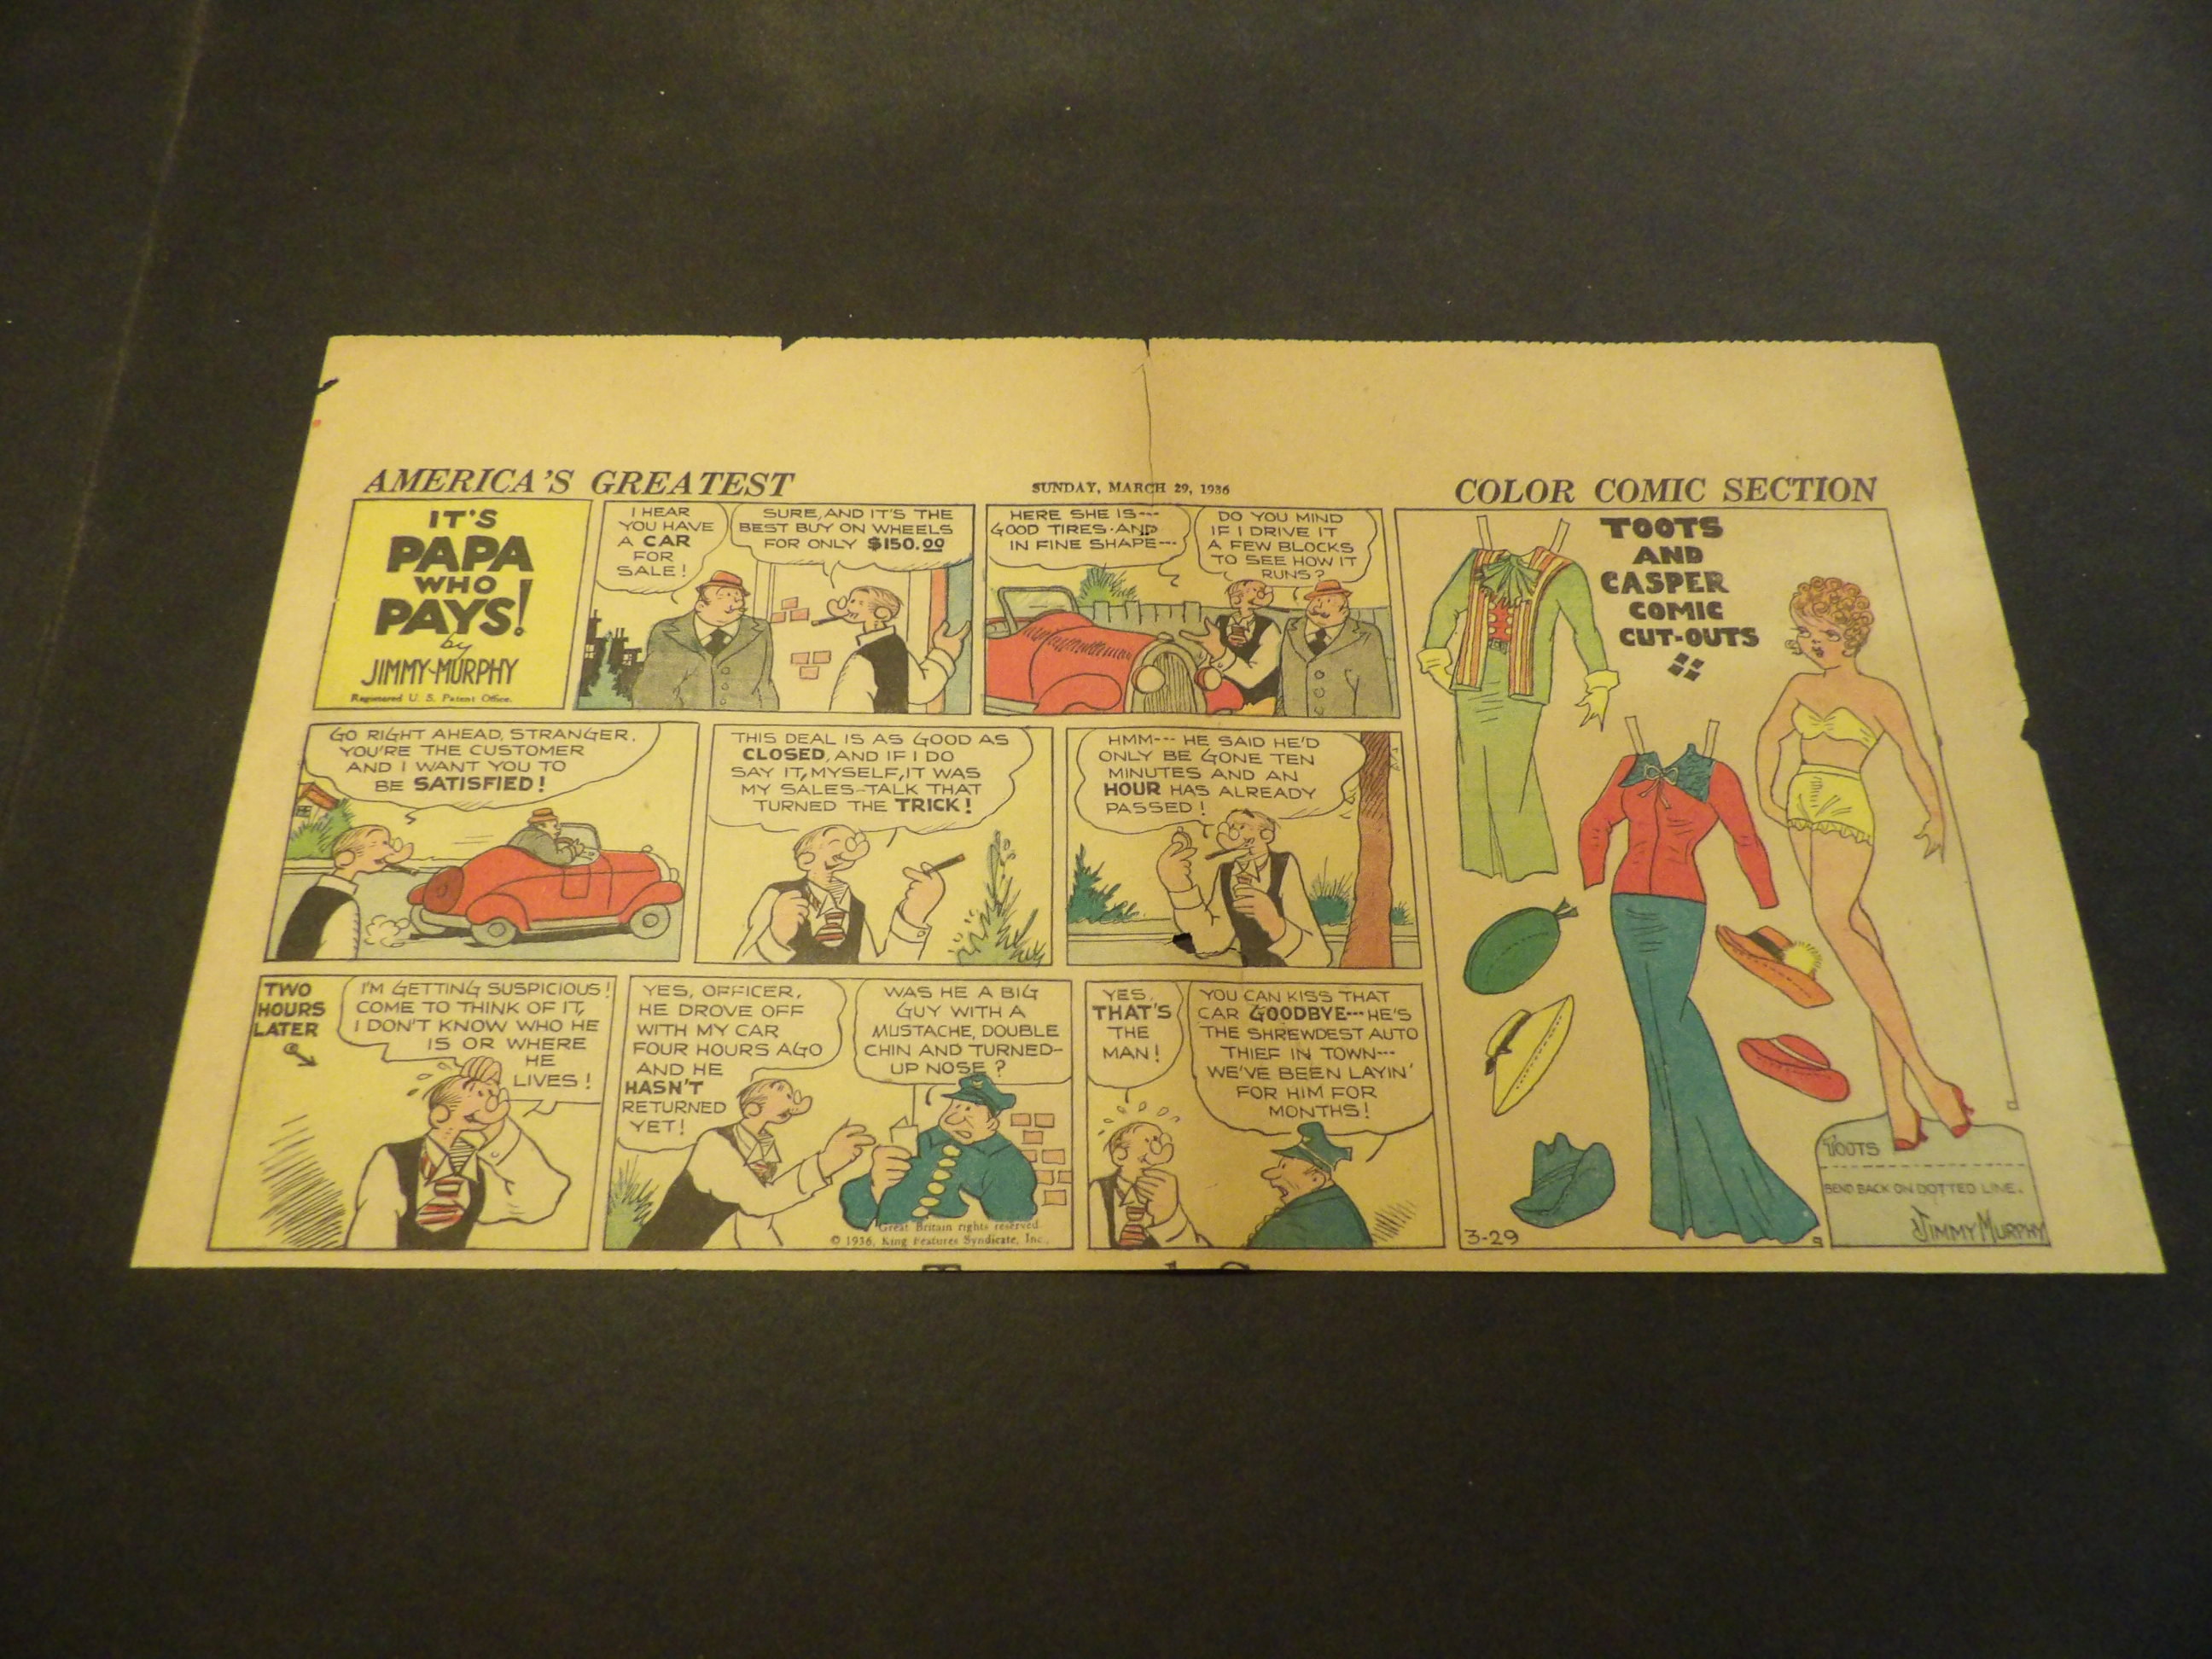 AMERICA'S GREATEST
SUNDAY, MARCH 29, 1936
COLOR COMIC SECTION
IT'S
PAPA
WHO
PAYS!
by
JIMMY MURPHY
Registered U. S. Patent Office.
I HEAR
YOU HAVE
A CAR
FOR
SALE!
SURE, AND IT'S THE
BEST BUY ON WHEELS
FOR ONLY $150.00
HERE SHE IS---
GOOD TIRES-AND
IN FINE SHAPE---
DO YOU MIND
IF I DRIVE IT
A FEW BLOCKS
TO SEE HOW IT
RUNS?
GO RIGHT AHEAD, STRANGER.
YOU'RE THE CUSTOMER
AND I WANT YOU TO
BE SATISFIED!
THIS DEAL IS AS GOOD AS
CLOSED, AND IF I DO
SAY IT, MYSELF, IT WAS
MY SALES-TALK THAT
TURNED THE TRICK!
HMM--- HE SAID HE'D
ONLY BE GONE TEN
MINUTES AND AN
HOUR HAS ALREADY
PASSED!
TWO
HOURS
LATER
I'M GETTING SUSPICIOUS!
COME TO THINK OF IT,
I DON'T KNOW WHO HE
IS OR WHERE
HE
LIVES!
YES, OFFICER,
HE DROVE OFF
WITH MY CAR
FOUR HOURS AGO
AND HE
HASN'T
RETURNED
YET!
WAS HE A BIG
GUY WITH A
MUSTACHE, DOUBLE
CHIN AND TURNED-
UP NOSE?
Great Britain rights reserved.
© 1936, King Features Syndicate, Inc.,
YES,
THAT'S
THE
MAN!
YOU CAN KISS THAT
CAR GOODBYE---HE'S
THE SHREWDEST AUTO
THIEF IN TOWN---
WE'VE BEEN LAYIN'
FOR HIM FOR
MONTHS!
TOOTS
AND
CASPER
COMIC
CUT-OUTS
TOOTS
BEND BACK ON DOTTED LINE.
JIMMY MURPHY
3-29